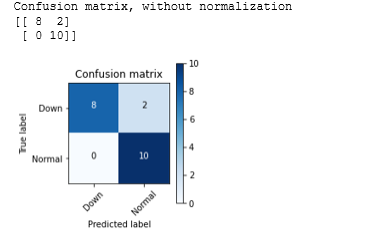 Confusion matrix, without normalization
[[ 8  2]
 [ 0 10]]
Confusion matrix
True label
Down
Normal
8
2
0
10
Down
Normal
Predicted label
10
8
6
4
2
0